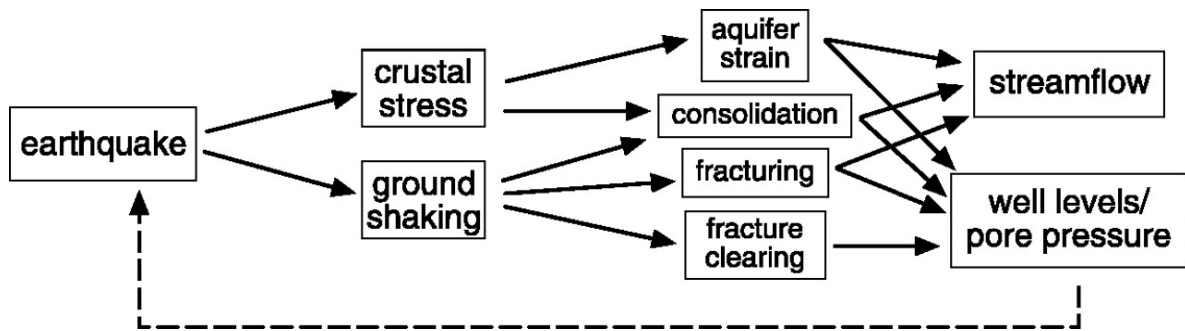 earthquake
crustal
stress
ground
shaking
aquifer
strain
consolidation
fracturing
fracture
clearing
streamflow
well levels/
pore pressure